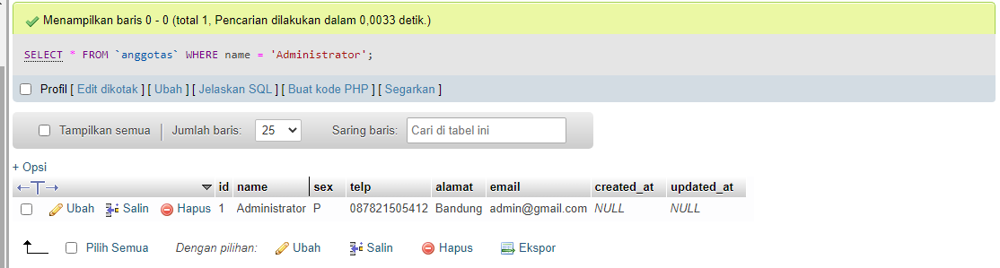 Menampilkan baris 0 - 0 (total 1, Pencarian dilakukan dalam 0,0033 detik.)
SELECT * FROM `anggotas` WHERE name = 'Administrator';
Profil [ Edit dikotak ] [ Ubah ] [ Jelaskan SQL ] [ Buat kode PHP ] [ Segarkan ]
Tampilkan semua | Jumlah baris: 25 Saring baris: Cari di tabel ini
+ Opsi
←T→ id name sex telp alamat email created_at updated_at
Ubah Salin Hapus 1 Administrator P 087821505412 Bandung admin@gmail.com NULL NULL
Pilih Semua Dengan pilihan: Ubah Salin Hapus Ekspor